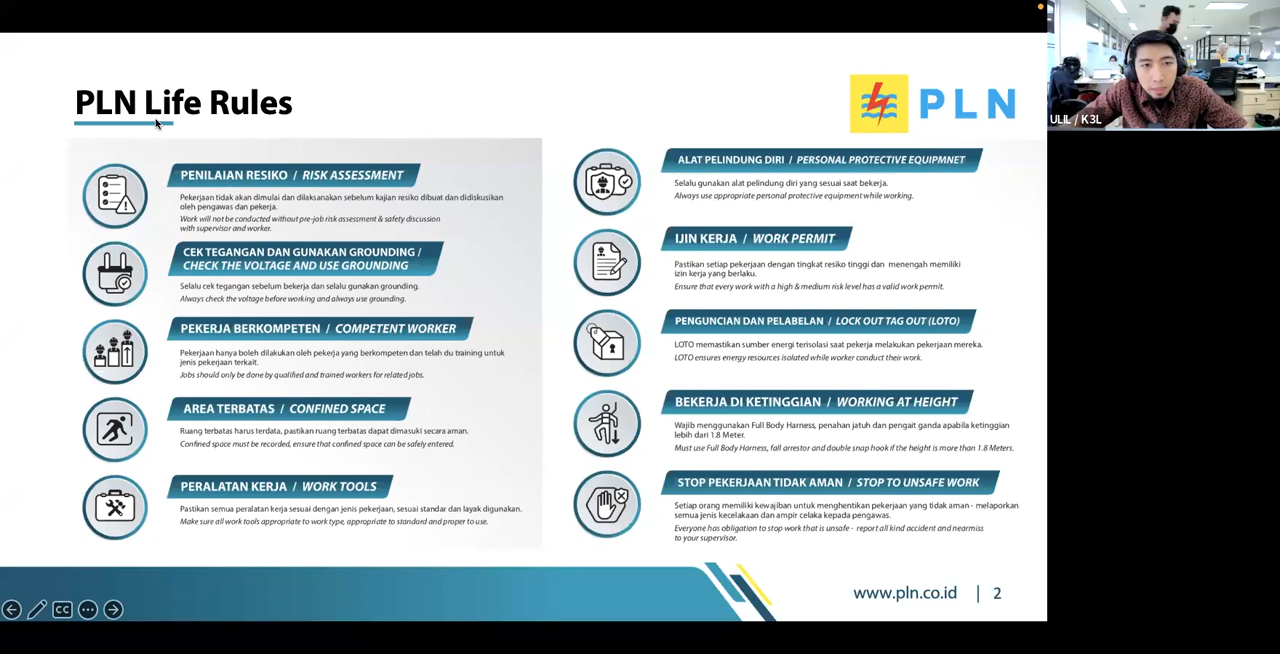 PLN Life Rules
PLN
ULIL / K3L
PENILAIAN RESIKO / RISK ASSESSMENT
Pekerjaan tidak akan dimulai dan dilaksanakan sebelum kajian resiko dibuat dan didiskusikan
oleh pengawas dan pekerja.
Work will not be conducted without pre-job risk assessment & safety discussion
with supervisor and worker.
CEK TEGANGAN DAN GUNAKAN GROUNDING /
CHECK THE VOLTAGE AND USE GROUNDING
Selalu cek tegangan sebelum bekerja dan selalu gunakan grounding.
Always check the voltage before working and always use grounding.
PEKERJA BERKOMPETEN / COMPETENT WORKER
Pekerjaan hanya boleh dilakukan oleh pekerja yang berkompeten dan telah du training untuk
jenis pekerjaan terkait.
Jobs should only be done by qualified and trained workers for related jobs.
AREA TERBATAS / CONFINED SPACE
Ruang terbatas harus terdata, pastikan ruang terbatas dapat dimasuki secara aman.
Confined space must be recorded, ensure that confined space can be safely entered.
PERALATAN KERJA / WORK TOOLS
Pastikan semua peralatan kerja sesuai dengan jenis pekerjaan, sesuai standar dan layak digunakan.
Make sure all work tools appropriate to work type, appropriate to standard and proper to use.
ALAT PELINDUNG DIRI / PERSONAL PROTECTIVE EQUIPMNET
Selalu gunakan alat pelindung diri yang sesuai saat bekerja.
Always use appropriate personal protective equipment while working.
IJIN KERJA / WORK PERMIT
Pastikan setiap pekerjaan dengan tingkat resiko tinggi dan menengah memiliki
izin kerja yang berlaku.
Ensure that every work with a high & medium risk level has a valid work permit.
PENGUNCIAN DAN PELABELAN / LOCK OUT TAG OUT (LOTO)
LOTO memastikan sumber energi terisolasi saat pekerja melakukan pekerjaan mereka.
LOTO ensures energy resources isolated while worker conduct their work.
BEKERJA DI KETINGGIAN / WORKING AT HEIGHT
Wajib menggunakan Full Body Harness, penahan jatuh dan pengait ganda apabila ketinggian
lebih dari 1.8 Meter.
Must use Full Body Harness, fall arrestor and double snap hook if the height is more than 1.8 Meters.
STOP PEKERJAAN TIDAK AMAN / STOP TO UNSAFE WORK
Setiap orang memiliki kewajiban untuk menghentikan pekerjaan yang tidak aman - melaporkan
semua jenis kecelakaan dan ampir celaka kepada pengawas.
Everyone has obligation to stop work that is unsafe - report all kind accident and nearmiss
to your supervisor.
CC
www.pln.co.id | 2